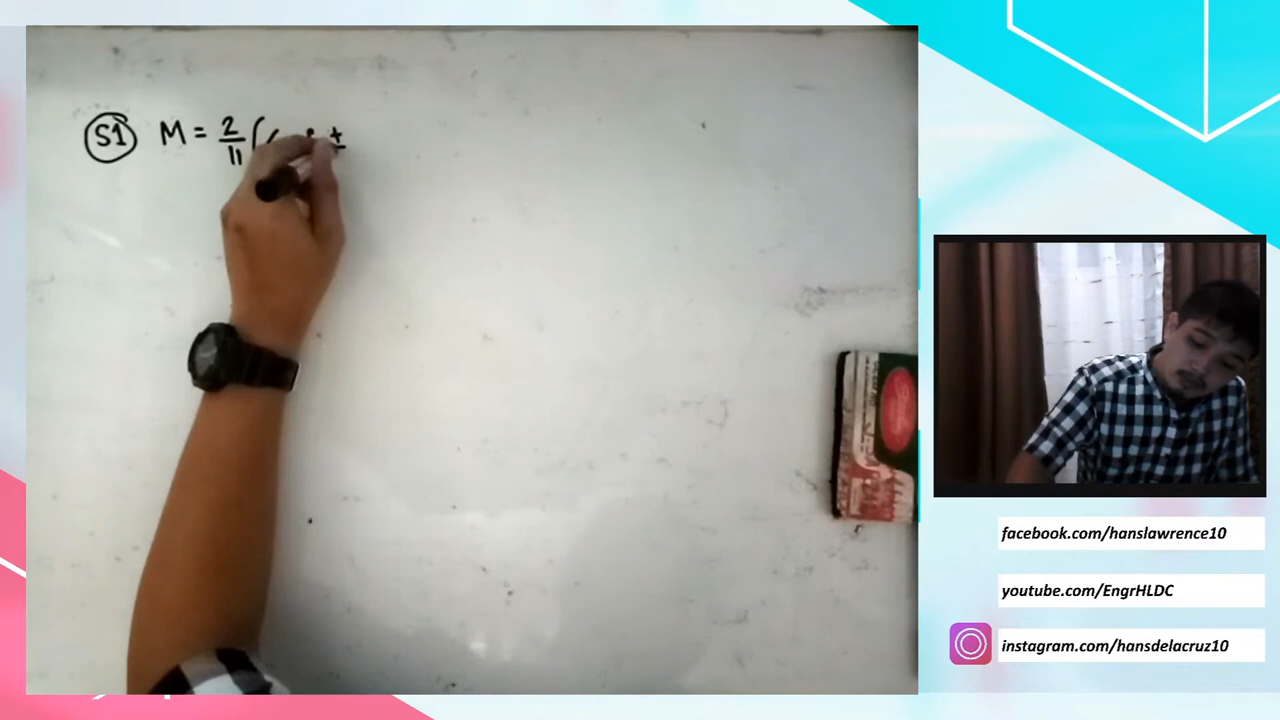 S1 M = 2/11 (
facebook.com/hanslawrence10
youtube.com/EngrHLDC
instagram.com/hansdelacruz10